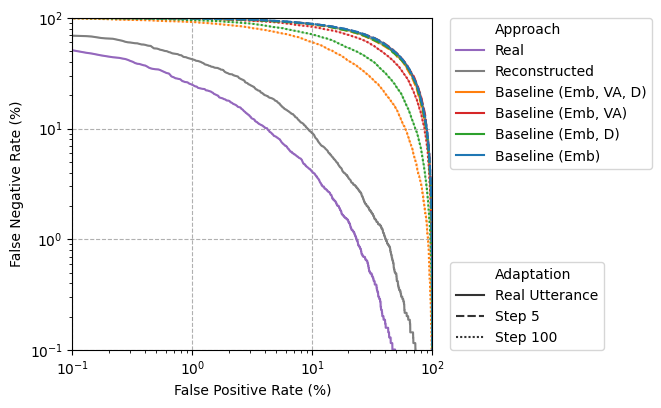 10²
10¹
10⁰
10⁻¹
False Negative Rate (%)
10⁻¹
10⁰
10¹
10²
False Positive Rate (%)
Approach
Real
Reconstructed
Baseline (Emb, VA, D)
Baseline (Emb, VA)
Baseline (Emb, D)
Baseline (Emb)
Adaptation
Real Utterance
Step 5
Step 100